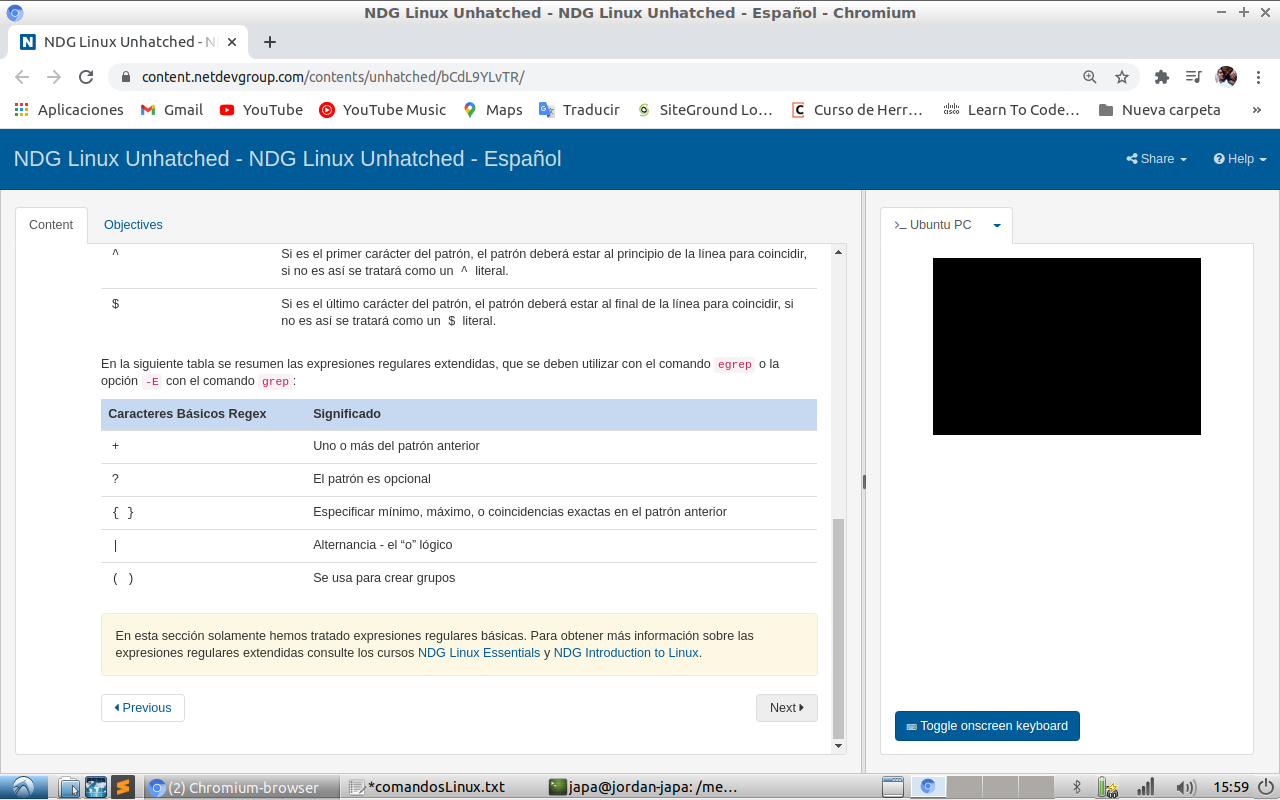 NDG Linux Unhatched - NDG Linux Unhatched - Español - Chromium
NDG Linux Unhatched - N
content.netdevgroup.com/contents/unhatched/bCdL9YLvTR/
Aplicaciones Gmail YouTube YouTube Music Maps Traducir SiteGround Lo... Curso de Herr... Learn To Code... Nueva carpeta »
NDG Linux Unhatched - NDG Linux Unhatched - Español Share Help
Content Objectives
>_ Ubuntu PC
^ Si es el primer carácter del patrón, el patrón deberá estar al principio de la línea para coincidir,
si no es así se tratará como un ^ literal.
$ Si es el último carácter del patrón, el patrón deberá estar al final de la línea para coincidir, si
no es así se tratará como un $ literal.
En la siguiente tabla se resumen las expresiones regulares extendidas, que se deben utilizar con el comando egrep o la
opción -E con el comando grep:
Caracteres Básicos Regex Significado
+ Uno o más del patrón anterior
? El patrón es opcional
{ } Especificar mínimo, máximo, o coincidencias exactas en el patrón anterior
| Alternancia - el “o” lógico
( ) Se usa para crear grupos
En esta sección solamente hemos tratado expresiones regulares básicas. Para obtener más información sobre las
expresiones regulares extendidas consulte los cursos NDG Linux Essentials y NDG Introduction to Linux.
Previous Next
Toggle onscreen keyboard
(2) Chromium-browser *comandosLinux.txt japa@jordan-japa: /me... 15:59